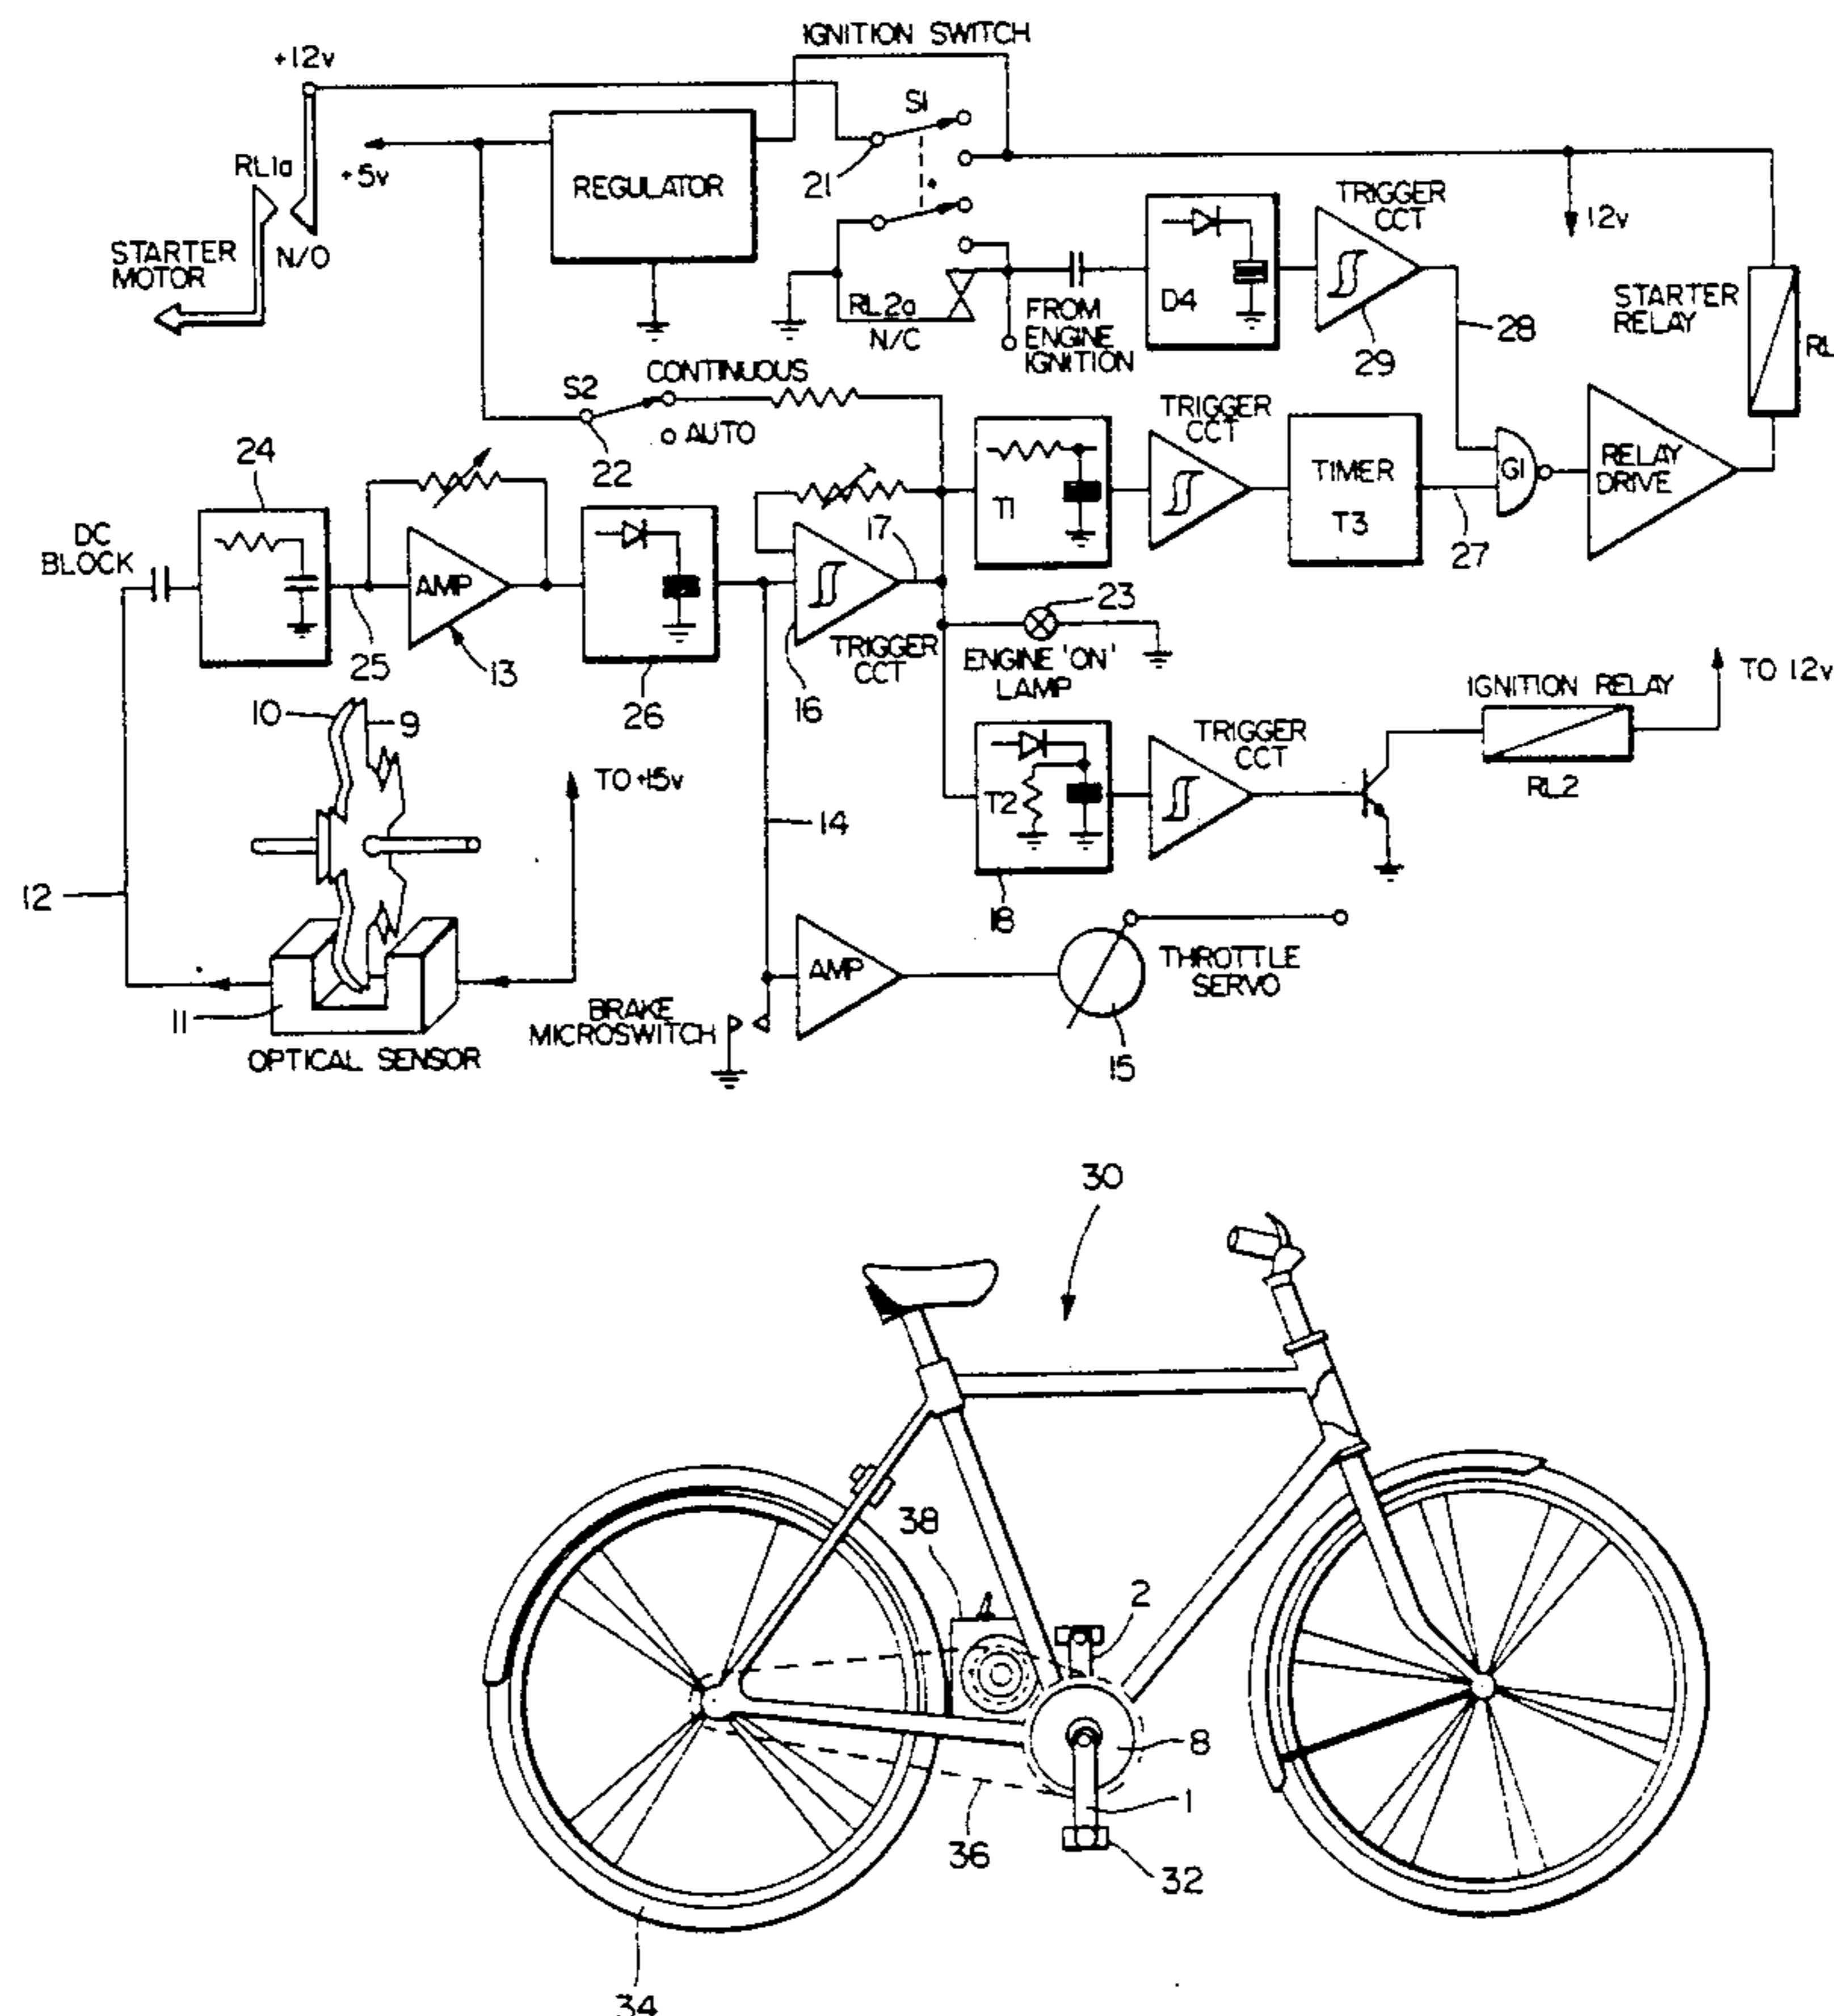 IGNITION SWITCH
+12v
S1
RL1a
+5v
REGULATOR
21
TRIGGER
CCT
12v
STARTER
MOTOR
N/O
RL2a
N/C
FROM
ENGINE
IGNITION
D4
29
28
STARTER
RELAY
RL
S2
CONTINUOUS
AUTO
22
TRIGGER
CCT
24
DC
BLOCK
25
AMP
13
26
16
17
TRIGGER
CCT
T1
TIMER
T3
27
G1
RELAY
DRIVE
23
ENGINE 'ON'
LAMP
TO 12v
IGNITION RELAY
RL2
10
9
TO +15v
14
T2
18
TRIGGER
CCT
12
11
OPTICAL SENSOR
BRAKE
MICROSWITCH
AMP
THROTTLE
SERVO
15
30
38
2
8
1
36
32
34